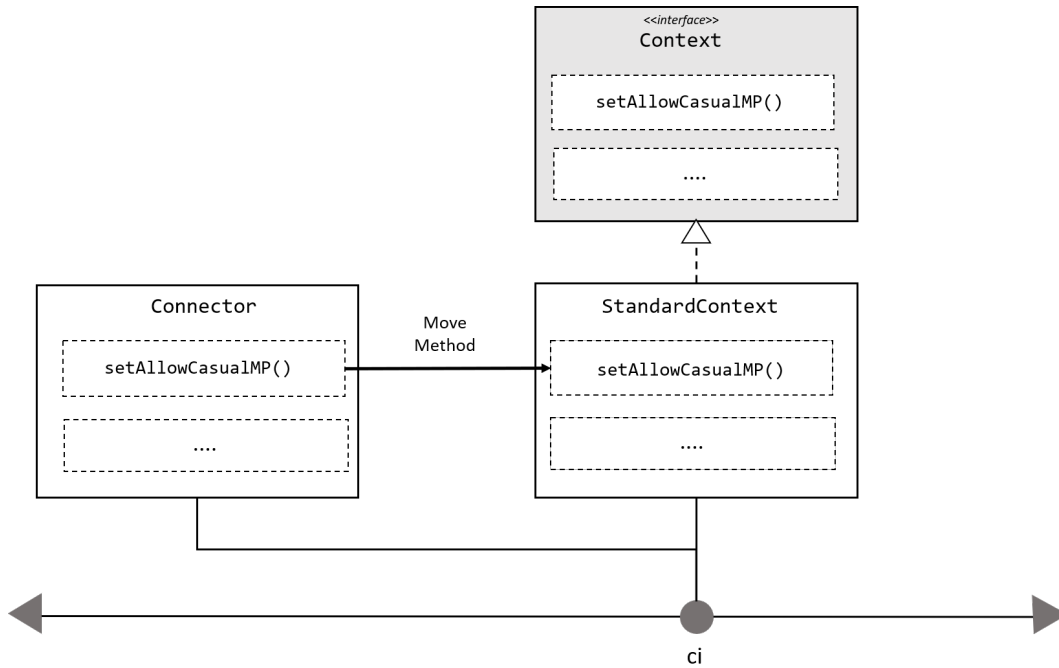 <<interface>>
Context
setAllowCasualMP()
....
Connector
setAllowCasualMP()
....
Move
Method
StandardContext
setAllowCasualMP()
....
ci